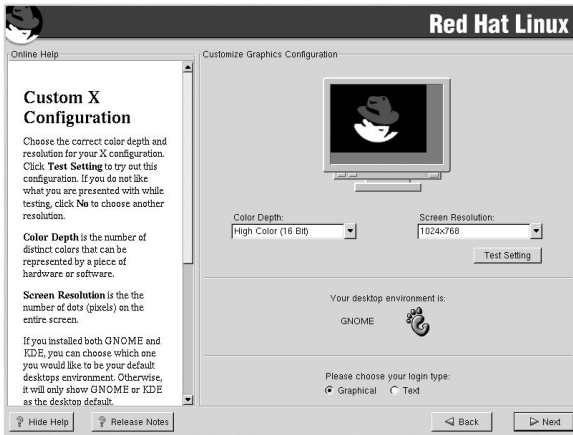 Red Hat Linux
Online Help
Custom X
Configuration
Choose the correct color depth and
resolution for your X configuration.
Click Test Setting to try out this
configuration. If you do not like
what you are presented with while
testing, click No to choose another
resolution.
Color Depth is the number of
distinct colors that can be
represented by a piece of
hardware or software.
Screen Resolution is the the
number of dots (pixels) on the
entire screen.
If you installed both GNOME and
KDE, you can choose which one
you would like to be your default
desktops environment. Otherwise,
it will only show GNOME or KDE
as the desktop default.
Customize Graphics Configuration
Color Depth:
High Color (16 Bit)
Screen Resolution:
1024x768
Test Setting
Your desktop environment is:
GNOME
Please choose your login type:
Graphical
Text
Hide Help
Release Notes
Back
Next